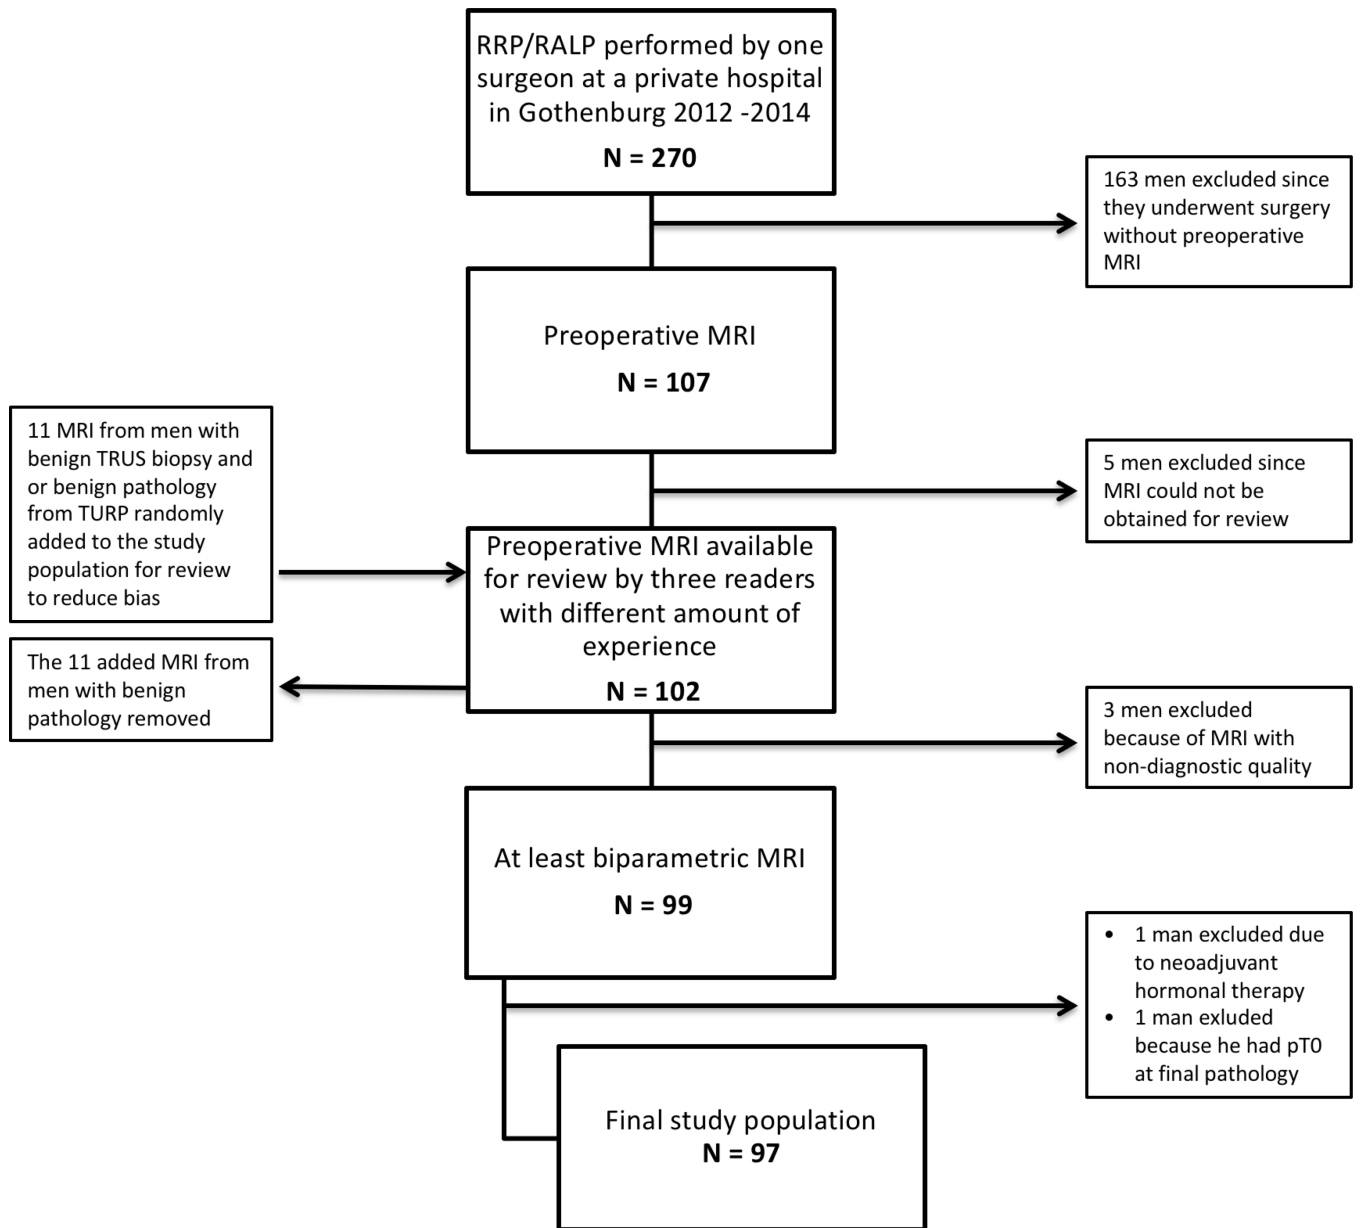 RRP/RALP performed by one
surgeon at a private hospital
in Gothenburg 2012 -2014
N = 270
163 men excluded since
they underwent surgery
without preoperative
MRI
Preoperative MRI
N = 107
11 MRI from men with
benign TRUS biopsy and
or benign pathology
from TURP randomly
added to the study
population for review
to reduce bias
5 men excluded since
MRI could not be
obtained for review
Preoperative MRI available
for review by three readers
with different amount of
experience
N = 102
The 11 added MRI from
men with benign
pathology removed
3 men excluded
because of MRI with
non-diagnostic quality
At least biparametric MRI
N = 99
• 1 man excluded due
to neoadjuvant
hormonal therapy
• 1 man exluded
because he had pT0
at final pathology
Final study population
N = 97